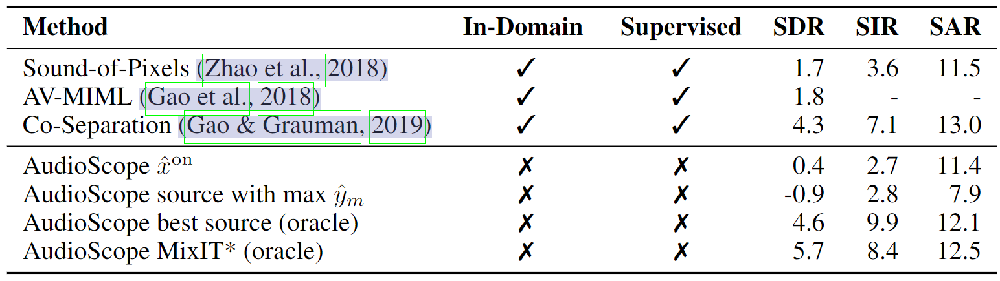 Method In-Domain Supervised SDR SIR SAR
Sound-of-Pixels (Zhao et al., 2018) ✓ ✓ 1.7 3.6 11.5
AV-MIML (Gao et al., 2018) ✓ ✓ 1.8 - -
Co-Separation (Gao & Grauman, 2019) ✓ ✓ 4.3 7.1 13.0
AudioScope x̂^on ✗ ✗ 0.4 2.7 11.4
AudioScope source with max ŷ_m ✗ ✗ -0.9 2.8 7.9
AudioScope best source (oracle) ✗ ✗ 4.6 9.9 12.1
AudioScope MixIT* (oracle) ✗ ✗ 5.7 8.4 12.5